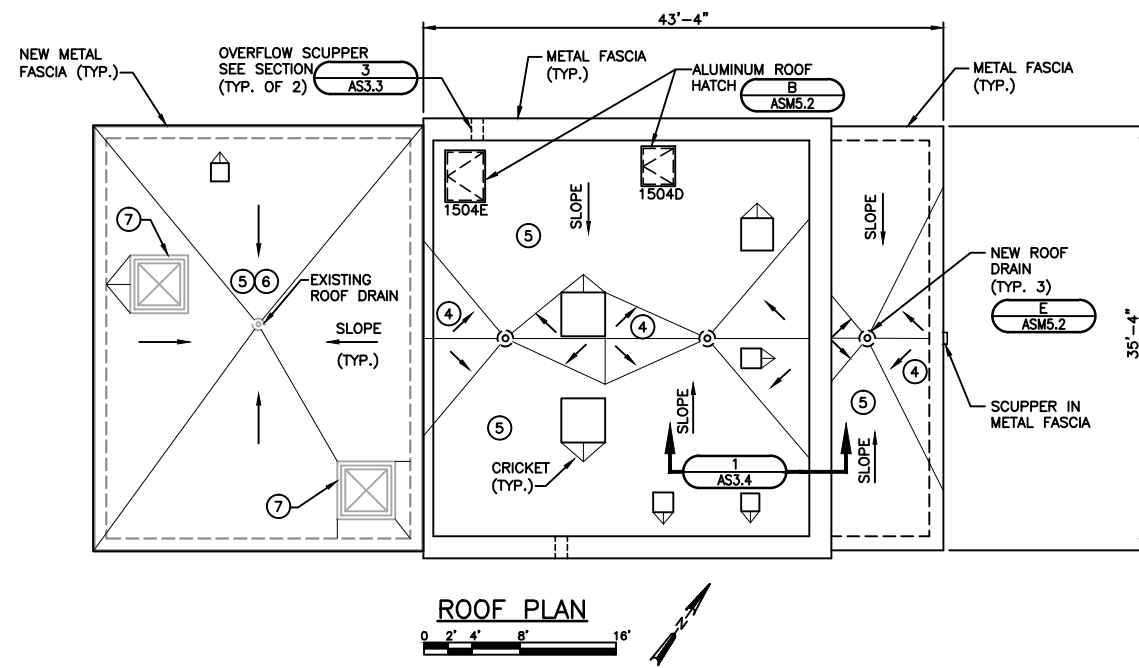 43'-4"
NEW METAL
FASCIA (TYP.)
OVERFLOW SCUPPER
SEE SECTION
(TYP. OF 2)
3
AS3.3
METAL FASCIA
(TYP.)
ALUMINUM ROOF
HATCH
B
ASM5.2
METAL FASCIA
(TYP.)
1504E
1504D
7
5
SLOPE
SLOPE
5 6
EXISTING
ROOF DRAIN
NEW ROOF
DRAIN
(TYP. 3)
E
ASM5.2
4
4
SLOPE
(TYP.)
35'-4"
4
5
5
SLOPE
SLOPE
SCUPPER IN
METAL FASCIA
CRICKET
(TYP.)
1
AS3.4
7
ROOF PLAN
0 2' 4' 8' 16'
N